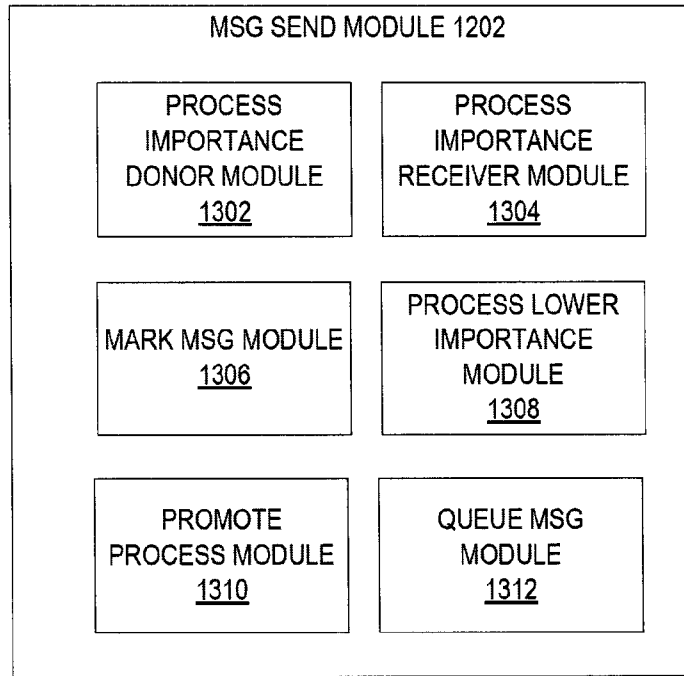 MSG SEND MODULE 1202
PROCESS
IMPORTANCE
DONOR MODULE
1302
PROCESS
IMPORTANCE
RECEIVER MODULE
1304
MARK MSG MODULE
1306
PROCESS LOWER
IMPORTANCE
MODULE
1308
PROMOTE
PROCESS MODULE
1310
QUEUE MSG
MODULE
1312